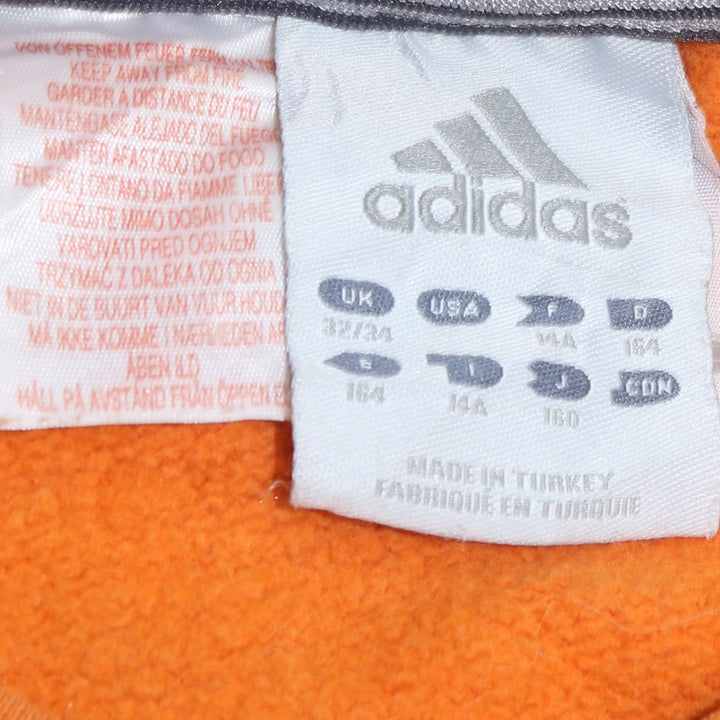 VON OFFENEM FEUER FERNHALTEN
KEEP AWAY FROM FIRE
GARDER A DISTANCE DU FEU
MANTENGASE ALEJADO DEL FUEGO
MANTER AFASTADO DO FOGO
TENERE LONTANO DA FIAMME LIBERE
UDRZUJTE MIMO DOSAH OHNĚ
VAROVATI PRED OGNJEM
TRZYMAĆ Z DALEKA OD OGNIA
NIET IN DE BUURT VAN VUUR HOUD
MÅ IKKE KOMME I NÆRHEDEN AF
ÅBEN ILD
HÅLL PÅ AVSTÅND FRÅN ÖPPEN E
adidas
UK USA F D
32/34 14A 164
E I J CDN
164 14A 160
MADE IN TURKEY
FABRIQUÉ EN TURQUIE